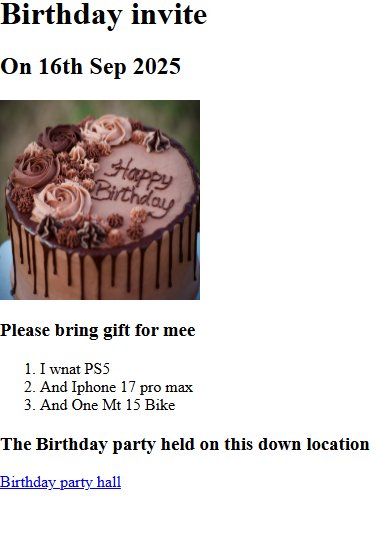 Birthday invite
On 16th Sep 2025
Happy
Birthday
Please bring gift for mee
1. I wnat PS5
2. And Iphone 17 pro max
3. And One Mt 15 Bike
The Birthday party held on this down location
Birthday party hall